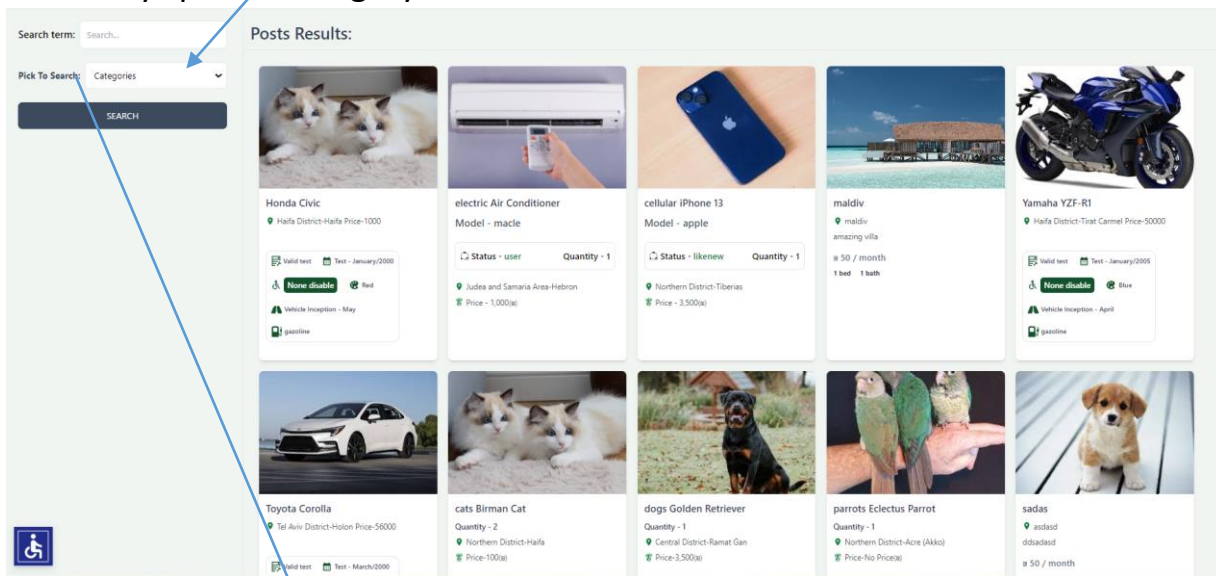 Search term:
Search...
Pick To Search:
Categories
SEARCH
Posts Results:
Honda Civic
Haifa District-Haifa Price-1000
Valid test
Test - January/2000
None disable
Red
Vehicle Inception - May
gazoline
electric Air Conditioner
Model - macle
Status - user
Quantity - 1
Judea and Samaria Area-Hebron
Price - 1,000(₪)
cellular iPhone 13
Model - apple
Status - likenew
Quantity - 1
Northern District-Tiberias
Price - 3,500(₪)
maldiv
maldiv
amazing villa
₪ 50 / month
1 bed 1 bath
Yamaha YZF-R1
Haifa District-Tirat Carmel Price-50000
Valid test
Test - January/2005
None disable
Blue
Vehicle Inception - April
gazoline
Toyota Corolla
Tel Aviv District-Holon Price-56000
Valid test
Test - March/2000
cats Birman Cat
Quantity - 2
Northern District-Haifa
Price-100(₪)
dogs Golden Retriever
Quantity - 1
Central District-Ramat Gan
Price-3,500(₪)
parrots Eclectus Parrot
Quantity - 1
Northern District-Acre (Akko)
Price-No Price(₪)
sadas
asdasd
ddsadasd
₪ 50 / month